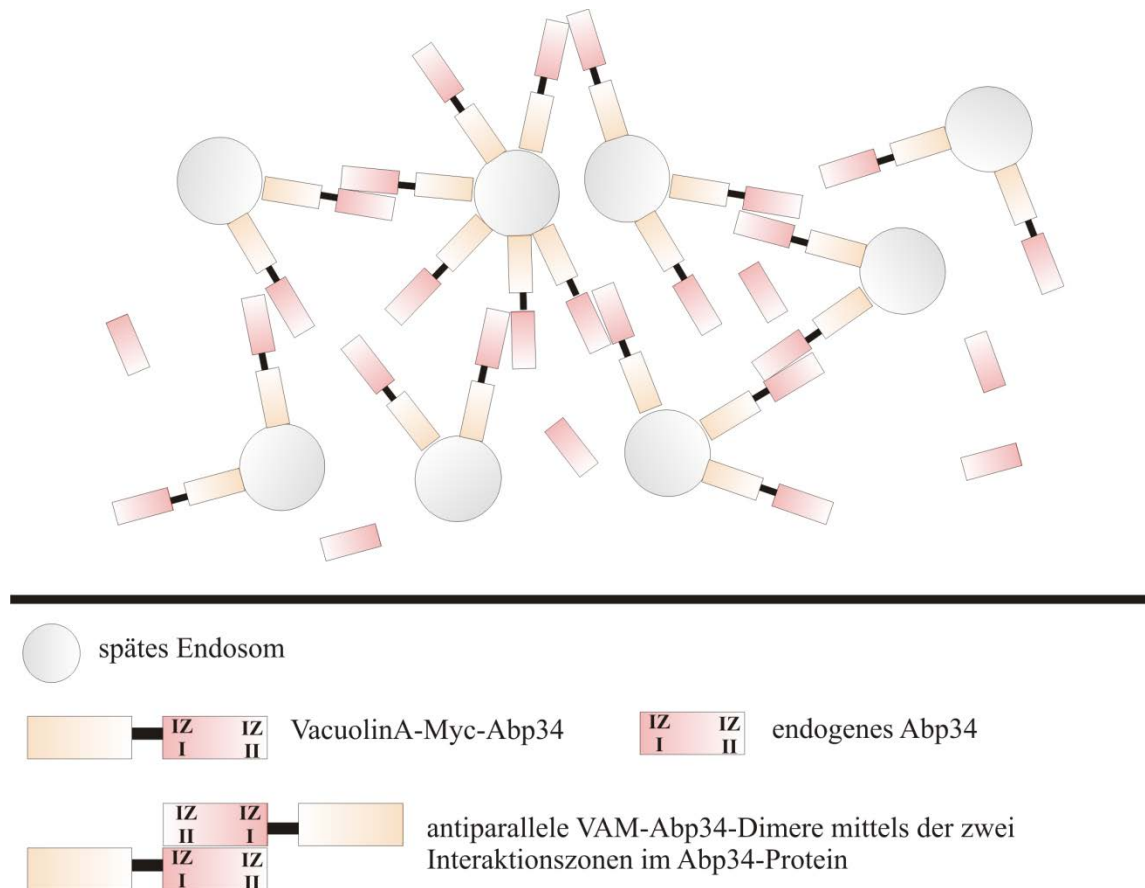 spätes Endosom
IZ IZ
I II
VacuolinA-Myc-Abp34
IZ IZ
I II
endogenes Abp34
IZ IZ
II I
IZ IZ
I II
antiparallele VAM-Abp34-Dimere mittels der zwei
Interaktionszonen im Abp34-Protein